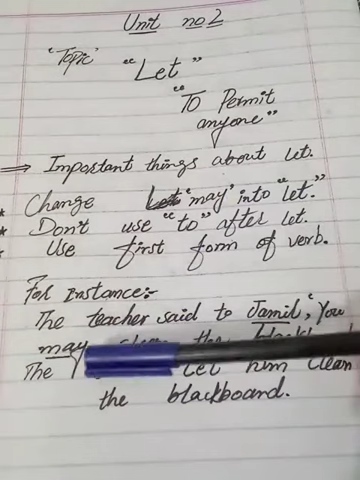 Unit no 2
'Topic' "Let"
"To Permit
anyone"
⇒ Important things about let.
* Change 'may' into "let."
* Don't use "to" after let.
* Use first form of verb.
For Instance:-
The teacher said to Jamil, 'You
may the
The Let him clean
the blackboard.